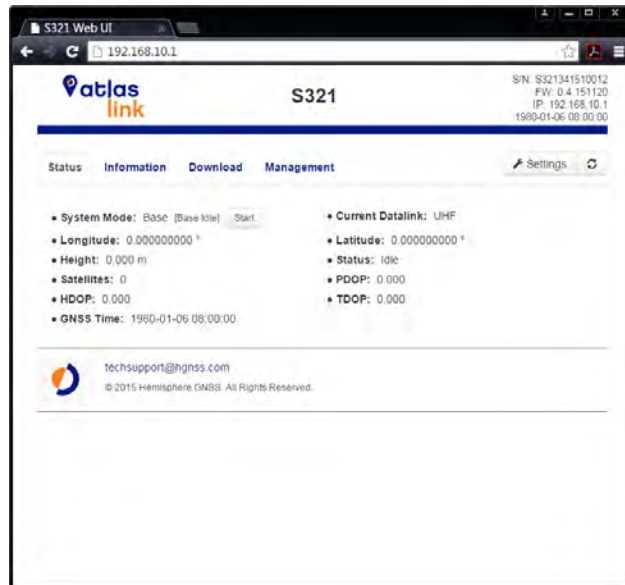 S321 Web UI
192.168.10.1
atlas link
S321
S/N: S321341510012
FW: 0.4.151120
IP: 192.168.10.1
1980-01-06 08:00:00
Status Information Download Management Settings
System Mode: Base [Base Idle] Start
Current Datalink: UHF
Longitude: 0.000000000 °
Latitude: 0.000000000 °
Height: 0.000 m
Status: Idle
Satellites: 0
PDOP: 0.000
HDOP: 0.000
TDOP: 0.000
GNSS Time: 1980-01-06 08:00:00
techsupport@hgnss.com
© 2015 Hemisphere GNSS. All Rights Reserved.